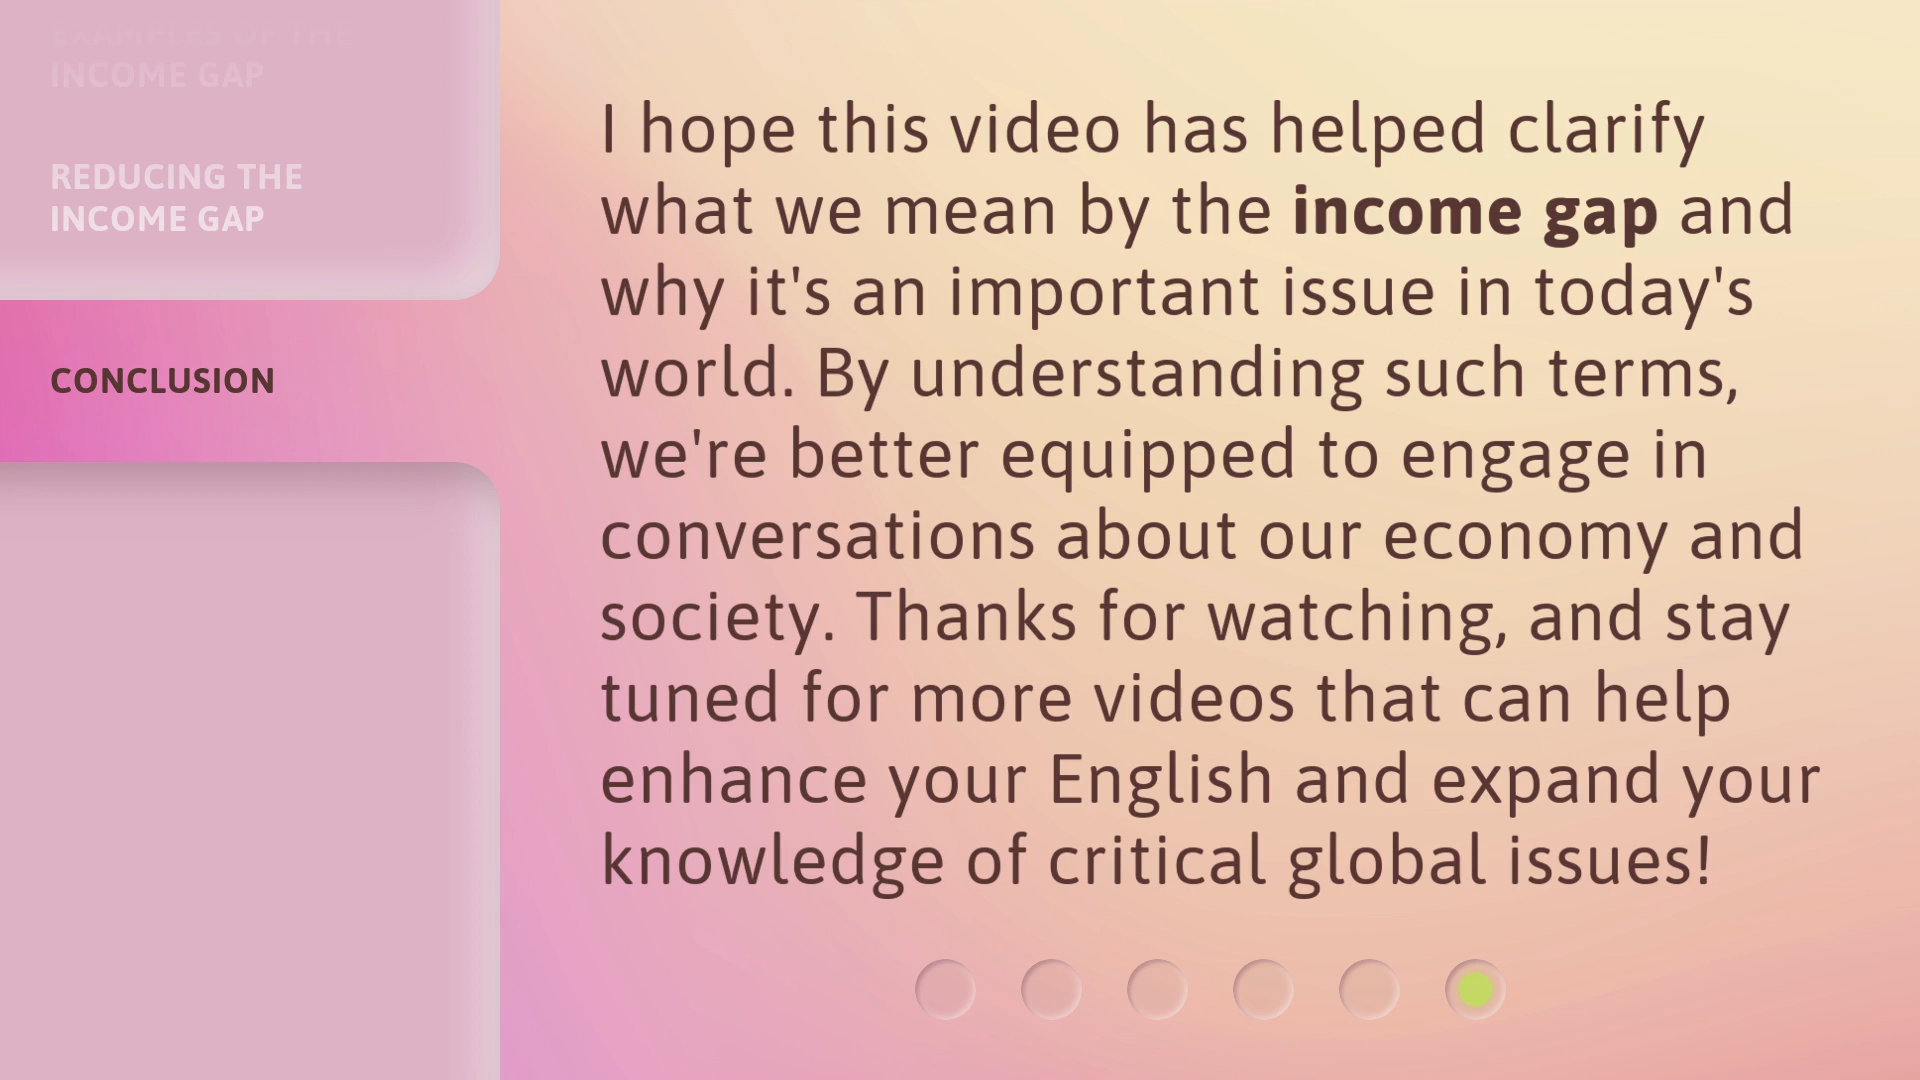 EXAMPLES OF THE
INCOME GAP
REDUCING THE
INCOME GAP
CONCLUSION
I hope this video has helped clarify
what we mean by the income gap and
why it's an important issue in today's
world. By understanding such terms,
we're better equipped to engage in
conversations about our economy and
society. Thanks for watching, and stay
tuned for more videos that can help
enhance your English and expand your
knowledge of critical global issues!